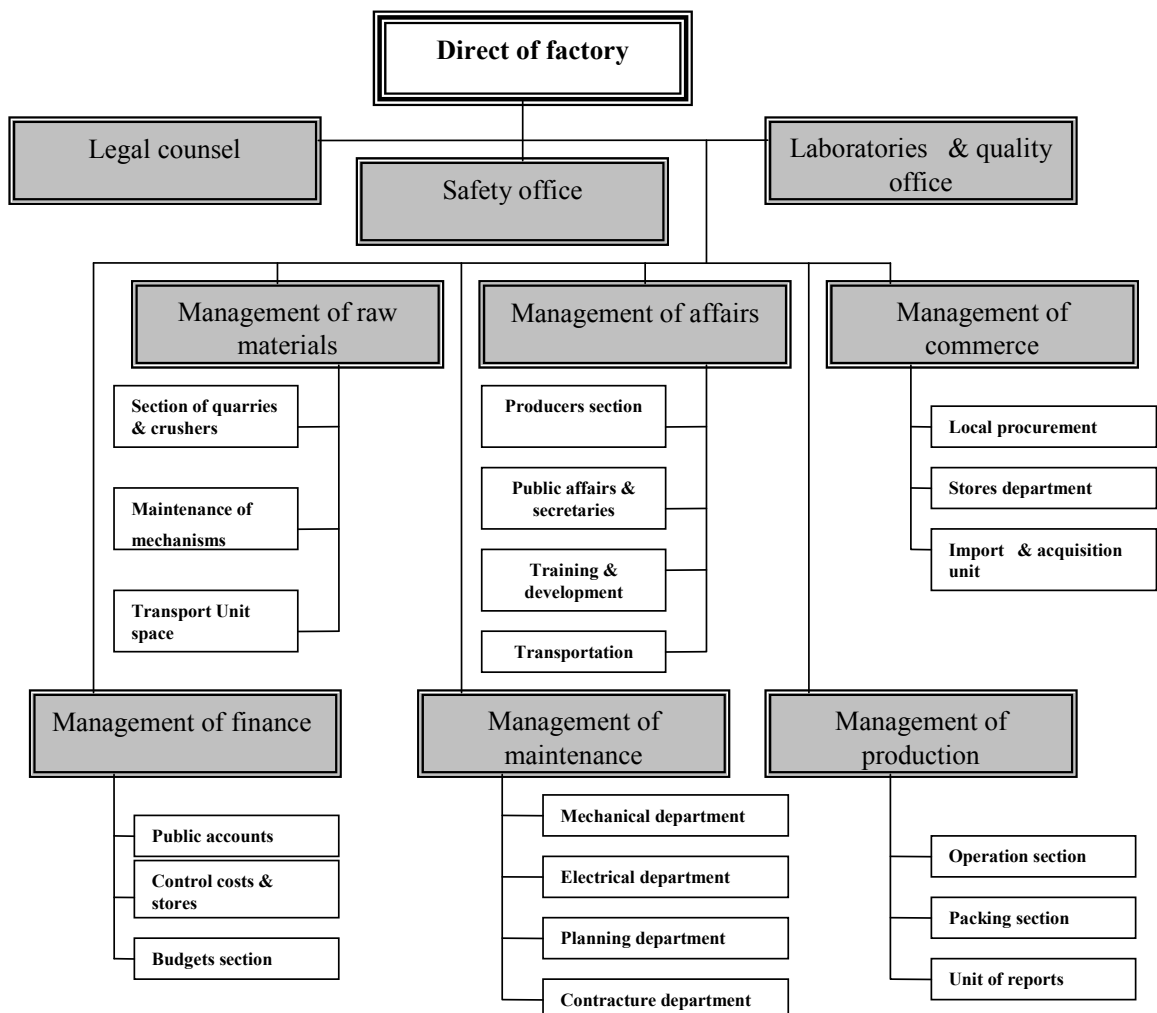 Direct of factory
Legal counsel
Safety office
Laboratories & quality
office
Management of raw
materials
Management of affairs
Management of
commerce
Section of quarries
& crushers
Maintenance of
mechanisms
Transport Unit
space
Producers section
Public affairs &
secretaries
Training &
development
Transportation
Local procurement
Stores department
Import & acquisition
unit
Management of finance
Management of
maintenance
Management of
production
Public accounts
Control costs &
stores
Budgets section
Mechanical department
Electrical department
Planning department
Contracture department
Operation section
Packing section
Unit of reports